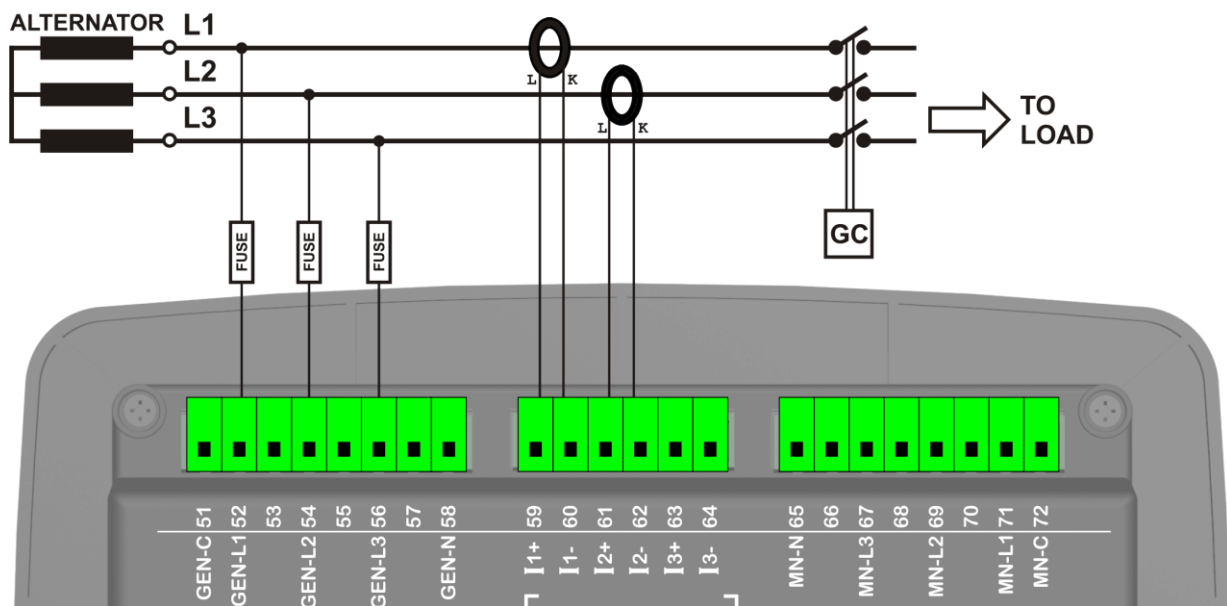 ALTERNATOR
L1
L2
L3
L K
L K
TO
LOAD
GC
FUSE
FUSE
FUSE
GEN-C 51
GEN-L1 52
53
GEN-L2 54
55
GEN-L3 56
57
GEN-N 58
I1+ 59
I1- 60
I2+ 61
I2- 62
I3+ 63
I3- 64
MN-N 65
66
MN-L3 67
68
MN-L2 69
70
MN-L1 71
MN-C 72